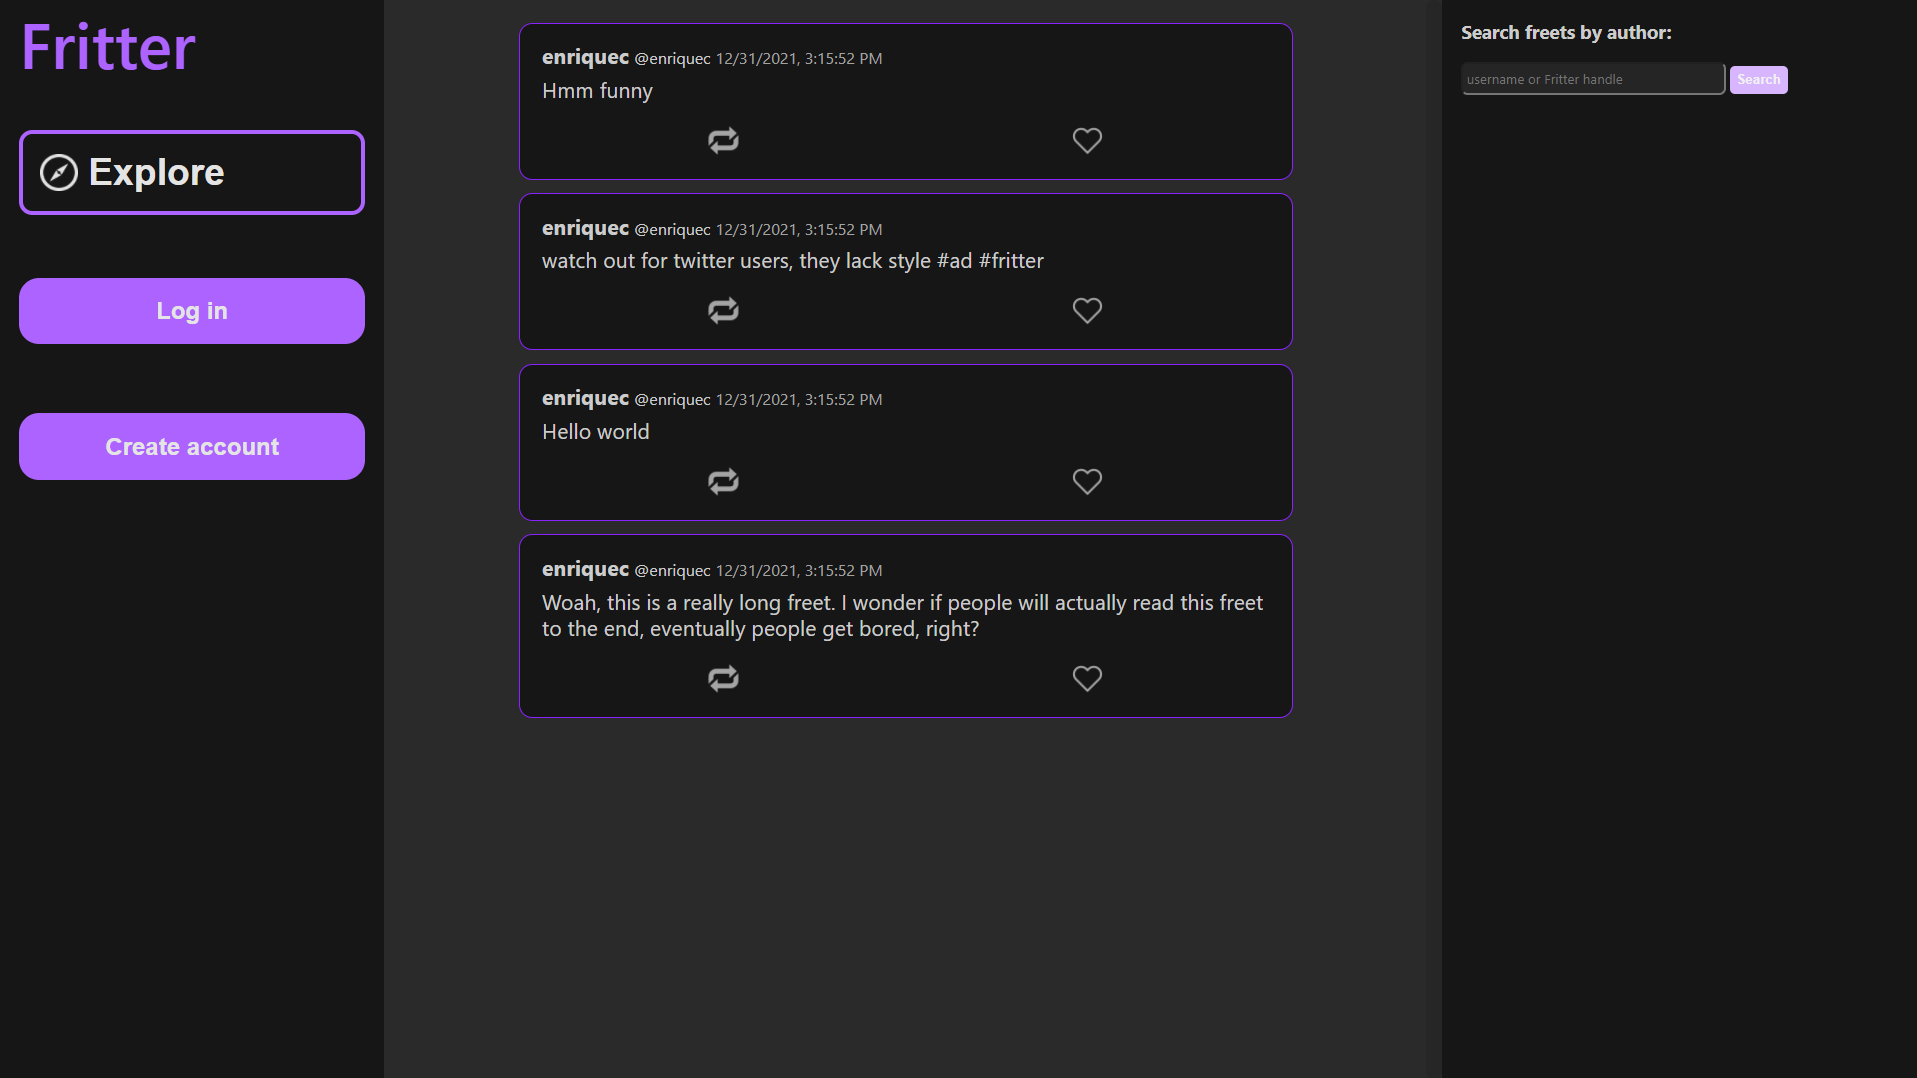 Fritter
Explore
Log in
Create account
enriquec @enriquec 12/31/2021, 3:15:52 PM
Hmm funny
enriquec @enriquec 12/31/2021, 3:15:52 PM
watch out for twitter users, they lack style #ad #fritter
enriquec @enriquec 12/31/2021, 3:15:52 PM
Hello world
enriquec @enriquec 12/31/2021, 3:15:52 PM
Woah, this is a really long freet. I wonder if people will actually read this freet
to the end, eventually people get bored, right?
Search freets by author:
username or Fritter handle Search